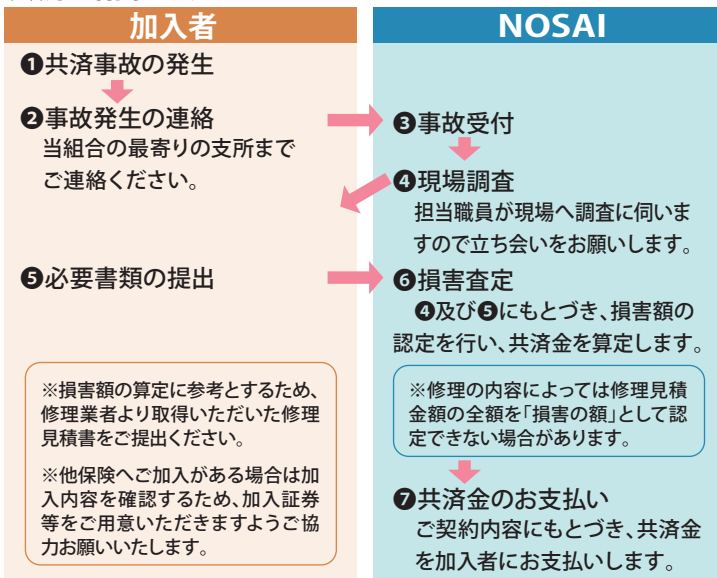 加入者
❶共済事故の発生
❷事故発生の連絡
当組合の最寄りの支所まで
ご連絡ください。
❺必要書類の提出
※損害額の算定に参考とするため、
修理業者より取得いただいた修理
見積書をご提出ください。
※他保険へご加入がある場合は加
入内容を確認するため、加入証券
等をご用意いただきますようご協
力お願いいたします。
NOSAI
❸事故受付
❹現場調査
担当職員が現場へ調査に伺いま
すので立ち会いをお願いします。
❻損害査定
❹及び❺にもとづき、損害額の
認定を行い、共済金を算定します。
※修理の内容によっては修理見積
金額の全額を「損害の額」として認
定できない場合があります。
❼共済金のお支払い
ご契約内容にもとづき、共済金
を加入者にお支払いします。